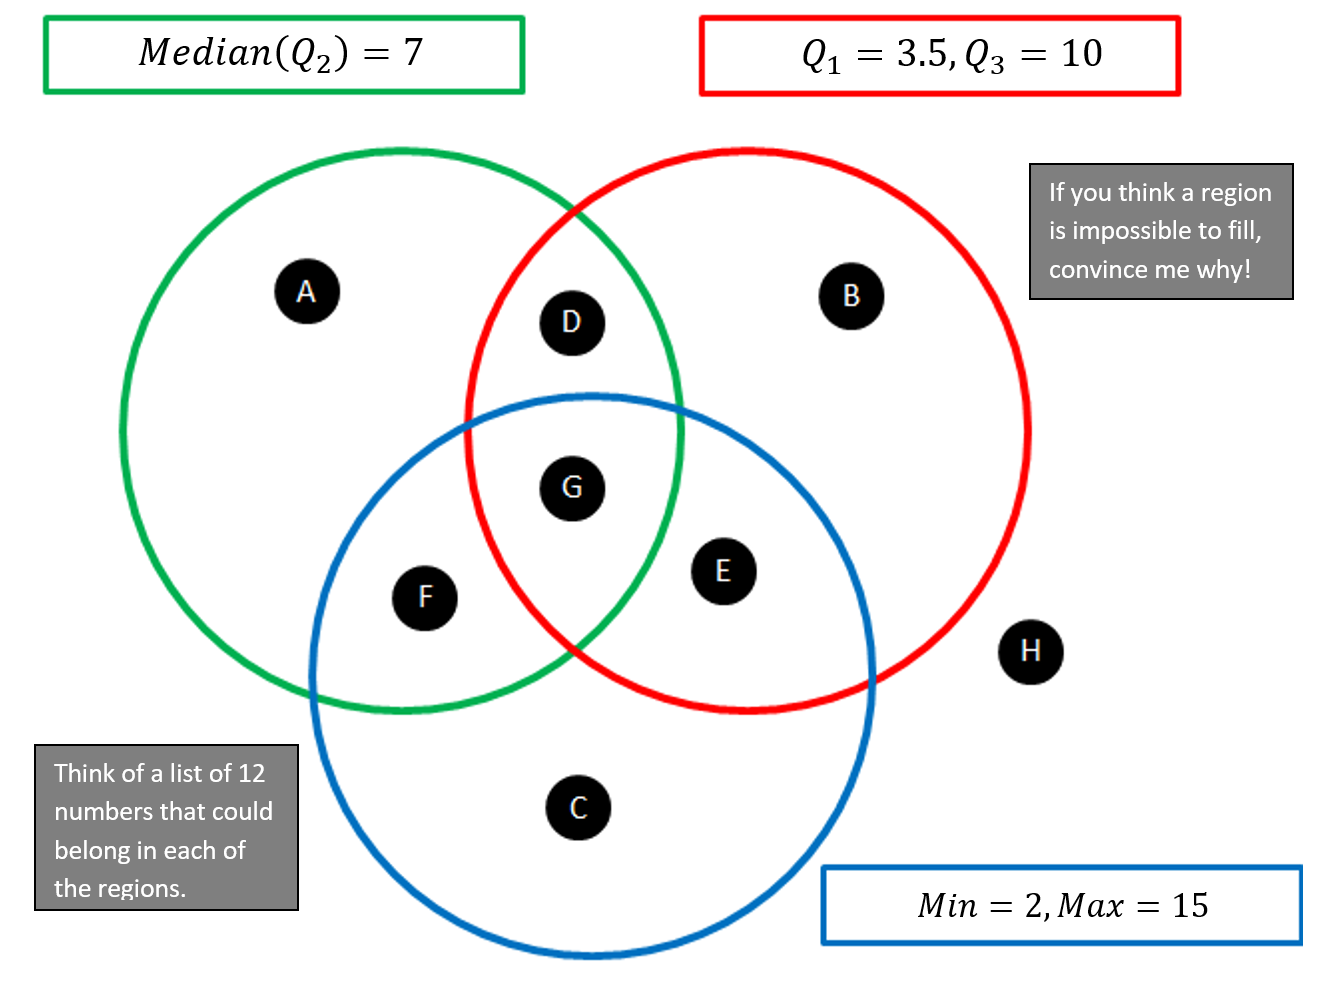 Median(Q₂) = 7
Q₁ = 3.5, Q₃ = 10
If you think a region
is impossible to fill,
convince me why!
A
B
D
G
F
E
H
C
Think of a list of 12
numbers that could
belong in each of
the regions.
Min = 2, Max = 15